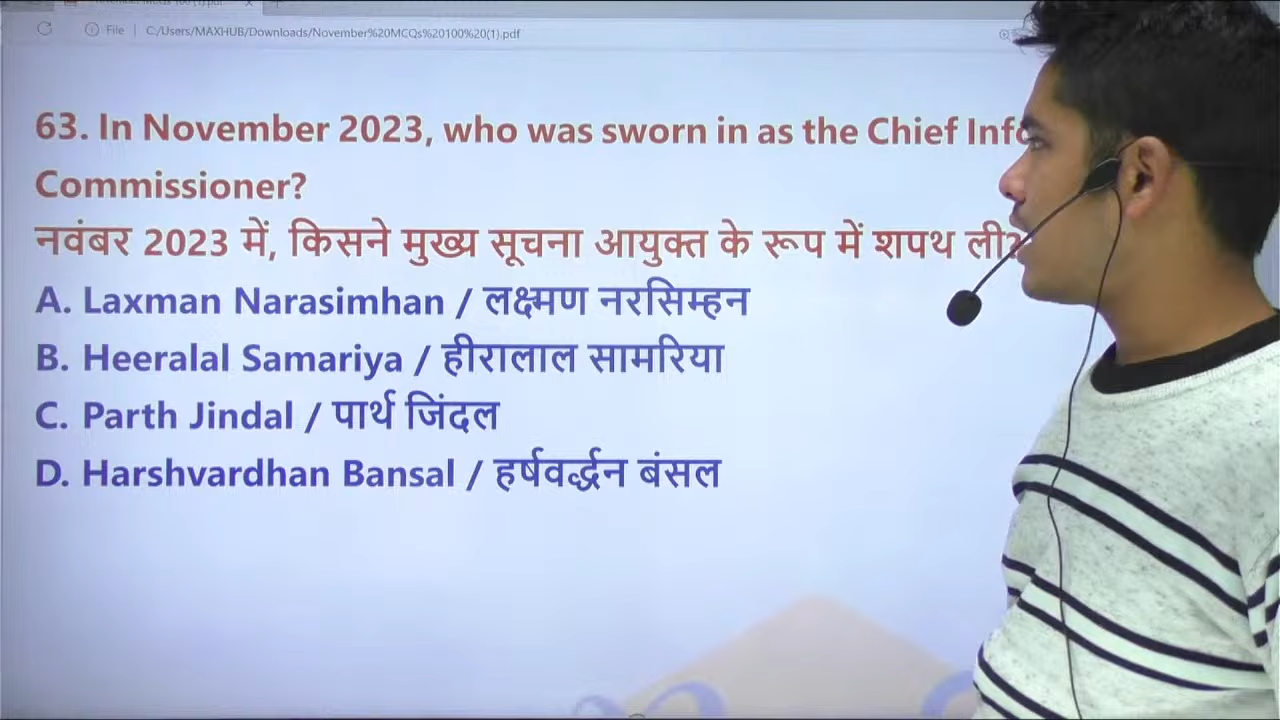 File | C:/Users/MAXHUB/Downloads/November%20MCQs%20100%20(1).pdf
63. In November 2023, who was sworn in as the Chief
Commissioner?
नवंबर 2023 में, किसने मुख्य सूचना आयुक्त के रूप में शपथ ली?
A. Laxman Narasimhan / लक्ष्मण नरसिम्हन
B. Heeralal Samariya / हीरालाल सामरिया
C. Parth Jindal / पार्थ जिंदल
D. Harshvardhan Bansal / हर्षवर्द्धन बंसल